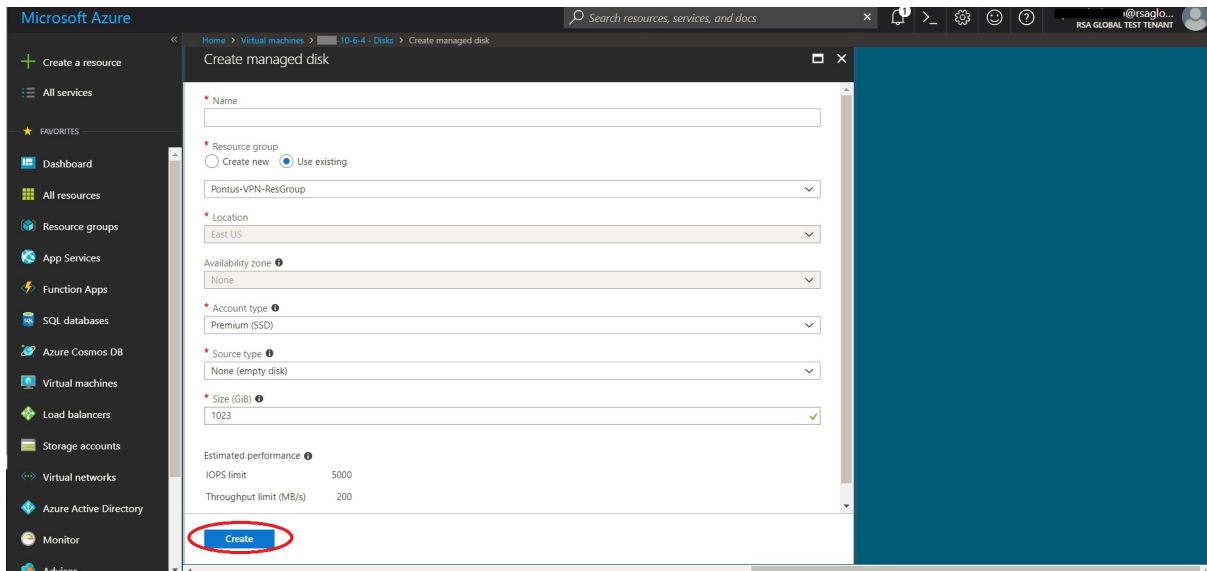 Microsoft Azure
Search resources, services, and docs
1
@rsaglo...
RSA GLOBAL TEST TENANT
Home > Virtual machines > -10-6-4 - Disks > Create managed disk
Create a resource
All services
FAVORITES
Dashboard
All resources
Resource groups
App Services
Function Apps
SQL databases
Azure Cosmos DB
Virtual machines
Load balancers
Storage accounts
Virtual networks
Azure Active Directory
Monitor
Advisor
Create managed disk
* Name
* Resource group
Create new Use existing
Pontus-VPN-ResGroup
* Location
East US
Availability zone
None
* Account type
Premium (SSD)
* Source type
None (empty disk)
* Size (GiB)
1023
Estimated performance
IOPS limit 5000
Throughput limit (MB/s) 200
Create